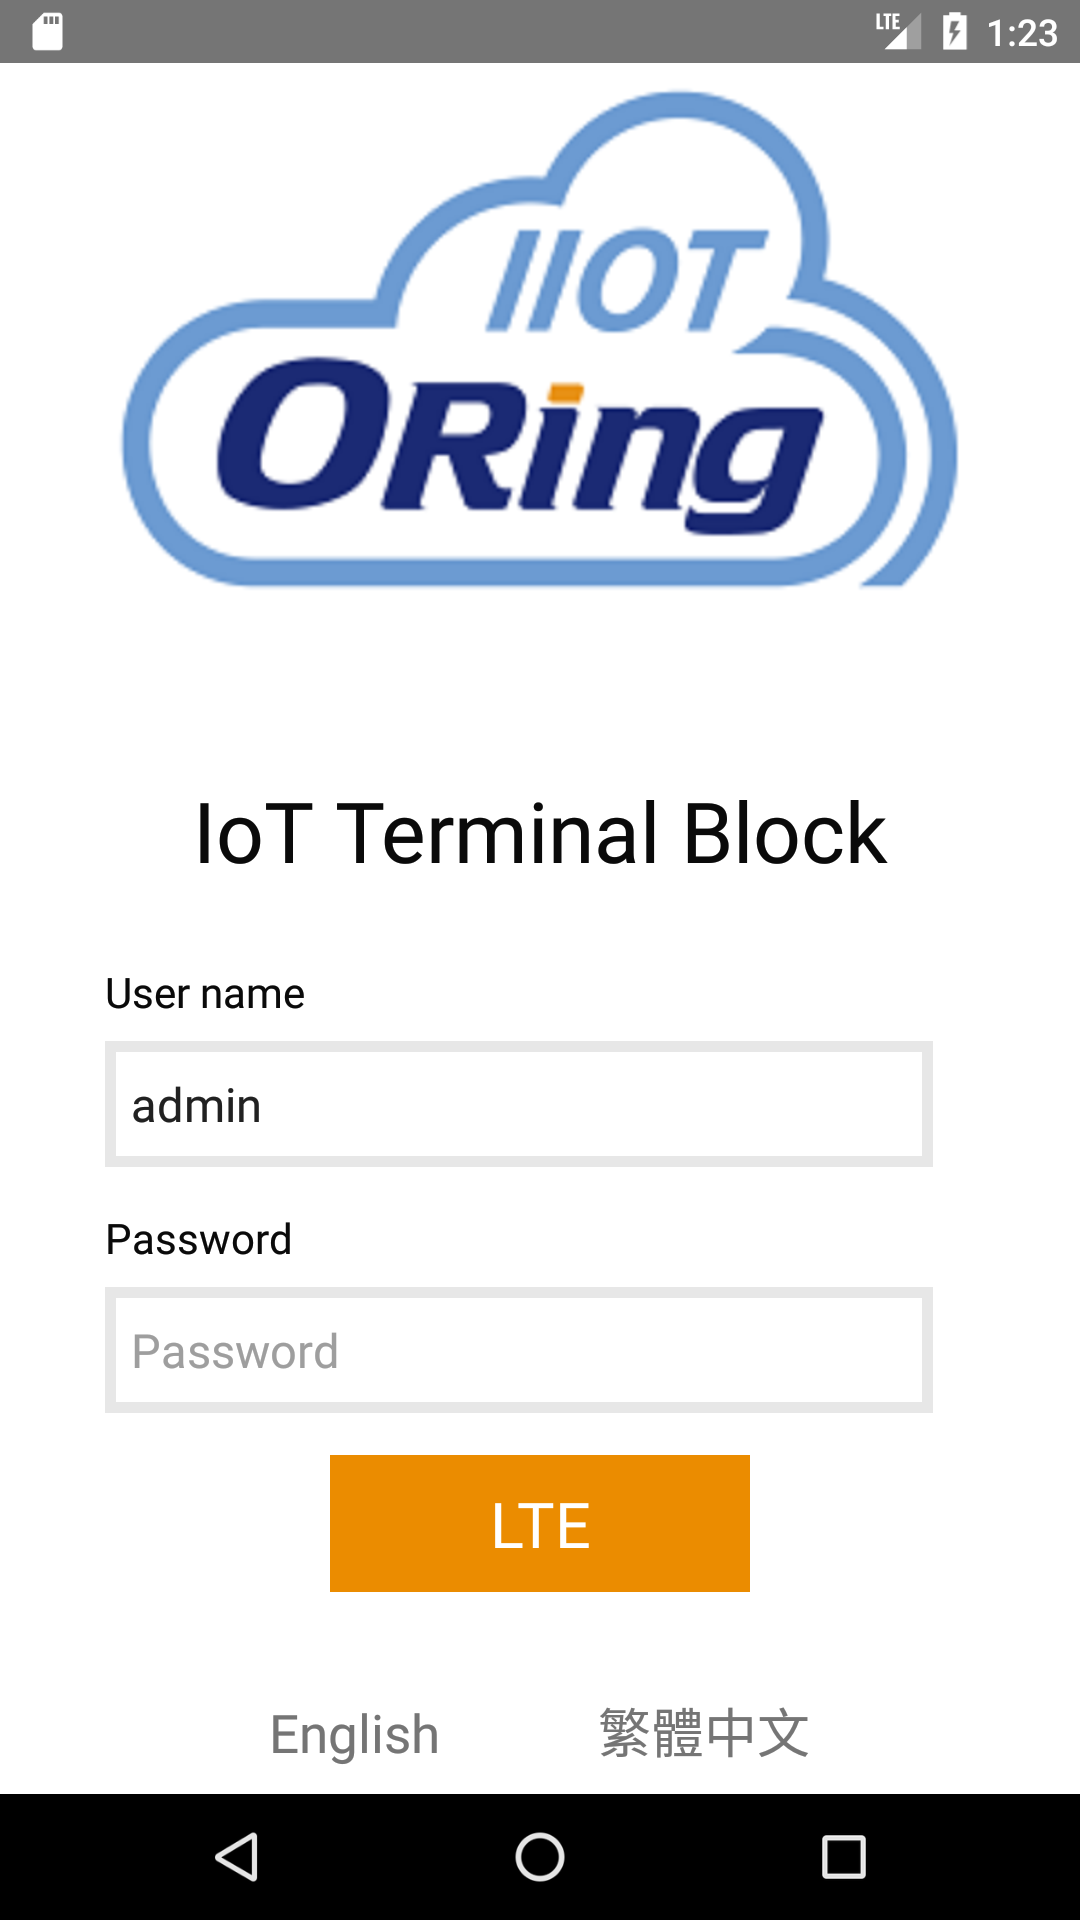 LTE 1:23
IIOT
ORing
IoT Terminal Block
User name
admin
Password
Password
LTE
English 繁體中文